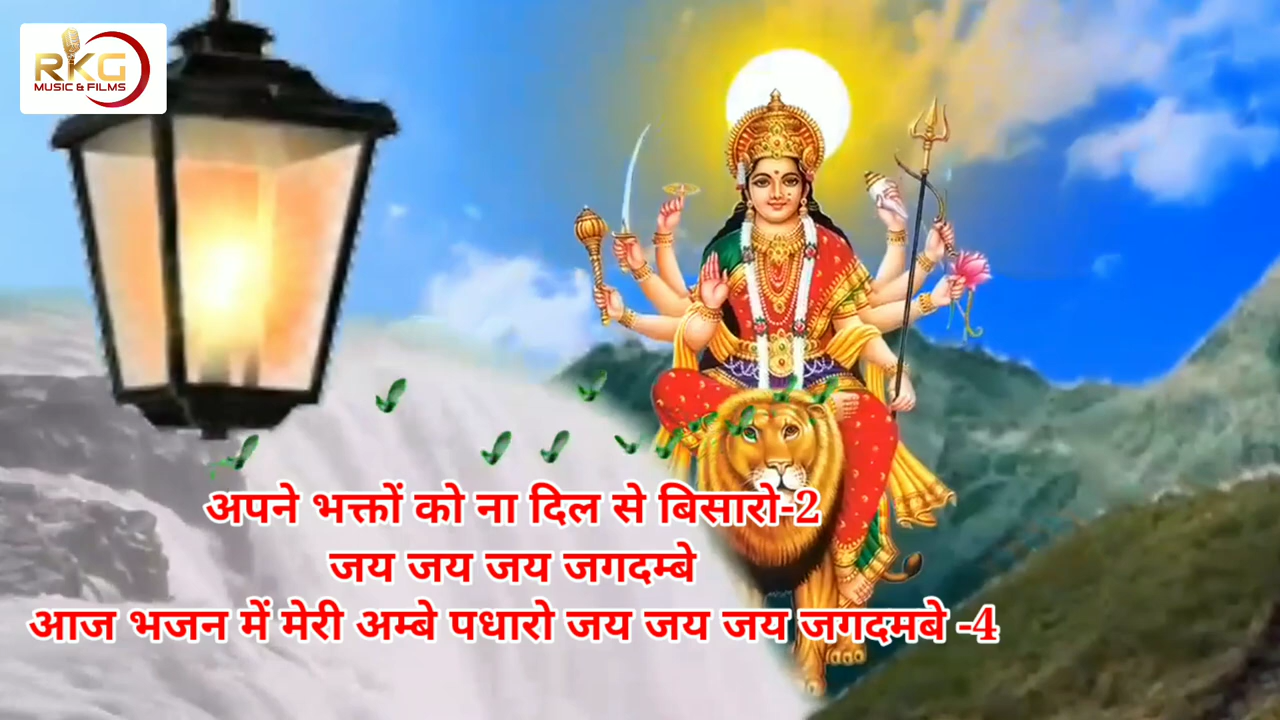 RKG
MUSIC & FILMS
अपने भक्तों को ना दिल से बिसारो-2
जय जय जय जगदम्बे
आज भजन में मेरी अम्बे पधारो जय जय जय जगदमबे -4